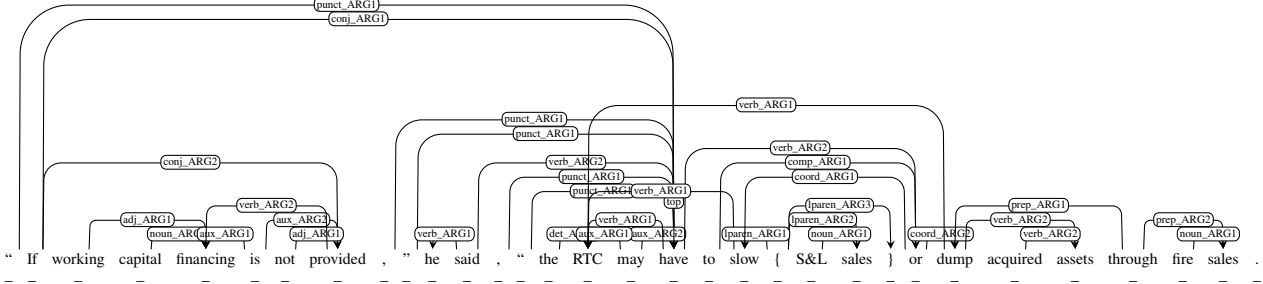 punct_ARG1
conj_ARG1
verb_ARG1
punct_ARG1
punct_ARG1
verb_ARG2
conj_ARG2 verb_ARG2 comp_ARG1
punct_ARG1 coord_ARG1
punct_ARG1 verb_ARG1
top
verb_ARG2 lparen_ARG3 prep_ARG1
adj_ARG1 aux_ARG2 verb_ARG1 lparen_ARG2 verb_ARG2 prep_ARG2
aux_ARG1 adj_ARG1 verb_ARG1 aux_ARG1 aux_ARG2 lparen_ARG1 noun_ARG1 coord_ARG2 verb_ARG2 noun_ARG1
“ If working capital financing is not provided , ” he said , “ the RTC may have to slow { S&L sales } or dump acquired assets through fire sales .
_ _ _ _ _ _ _ _ _ _ _ _ _ _ _ _ _ _ _ _ _ _ _ _ _ _ _ _ _ _ _ _